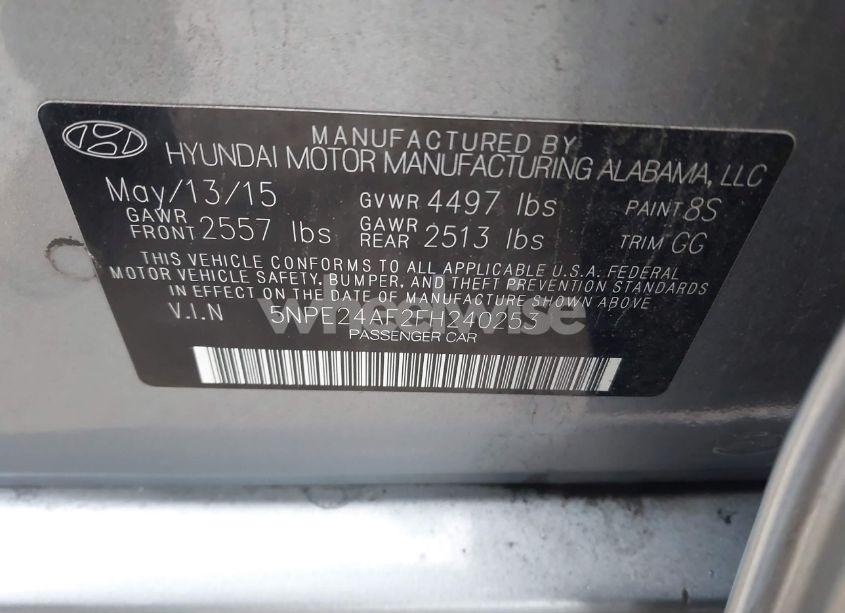 MANUFACTURED BY
HYUNDAI MOTOR MANUFACTURING ALABAMA, LLC
May/13/15 GVWR 4497 lbs PAINT 8S
GAWR FRONT 2557 lbs GAWR REAR 2513 lbs TRIM GG
THIS VEHICLE CONFORMS TO ALL APPLICABLE U.S.A. FEDERAL
MOTOR VEHICLE SAFETY, BUMPER, AND THEFT PREVENTION STANDARDS
IN EFFECT ON THE DATE OF MANUFACTURE SHOWN ABOVE
V.I.N 5NPE24AF2FH240253
PASSENGER CAR